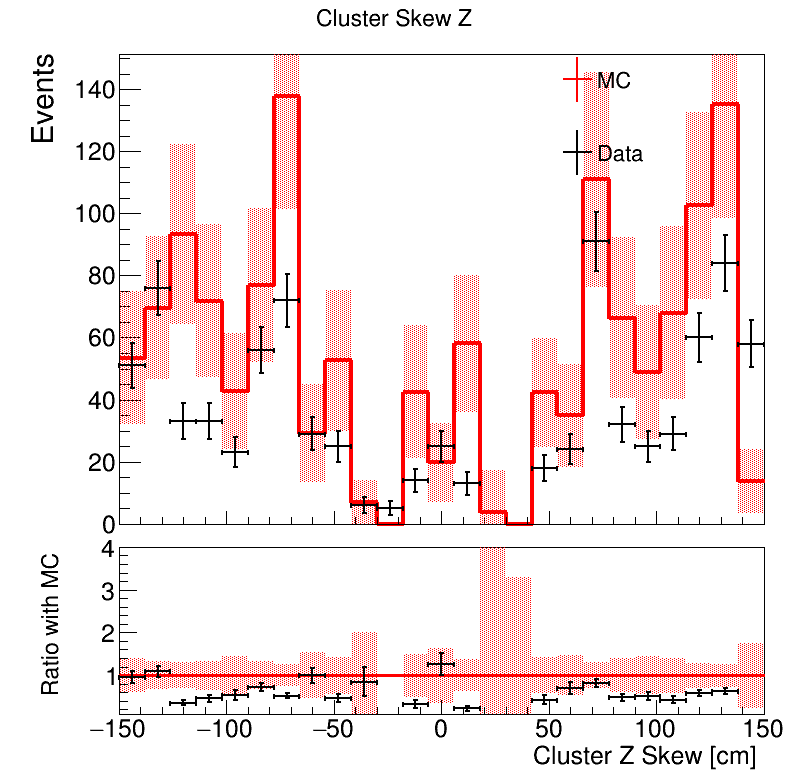 Cluster Skew Z
Events
140
120
100
80
60
40
20
0
MC
Data
Ratio with MC
4
3
2
1
−150 −100 −50 0 50 100 150
Cluster Z Skew [cm]